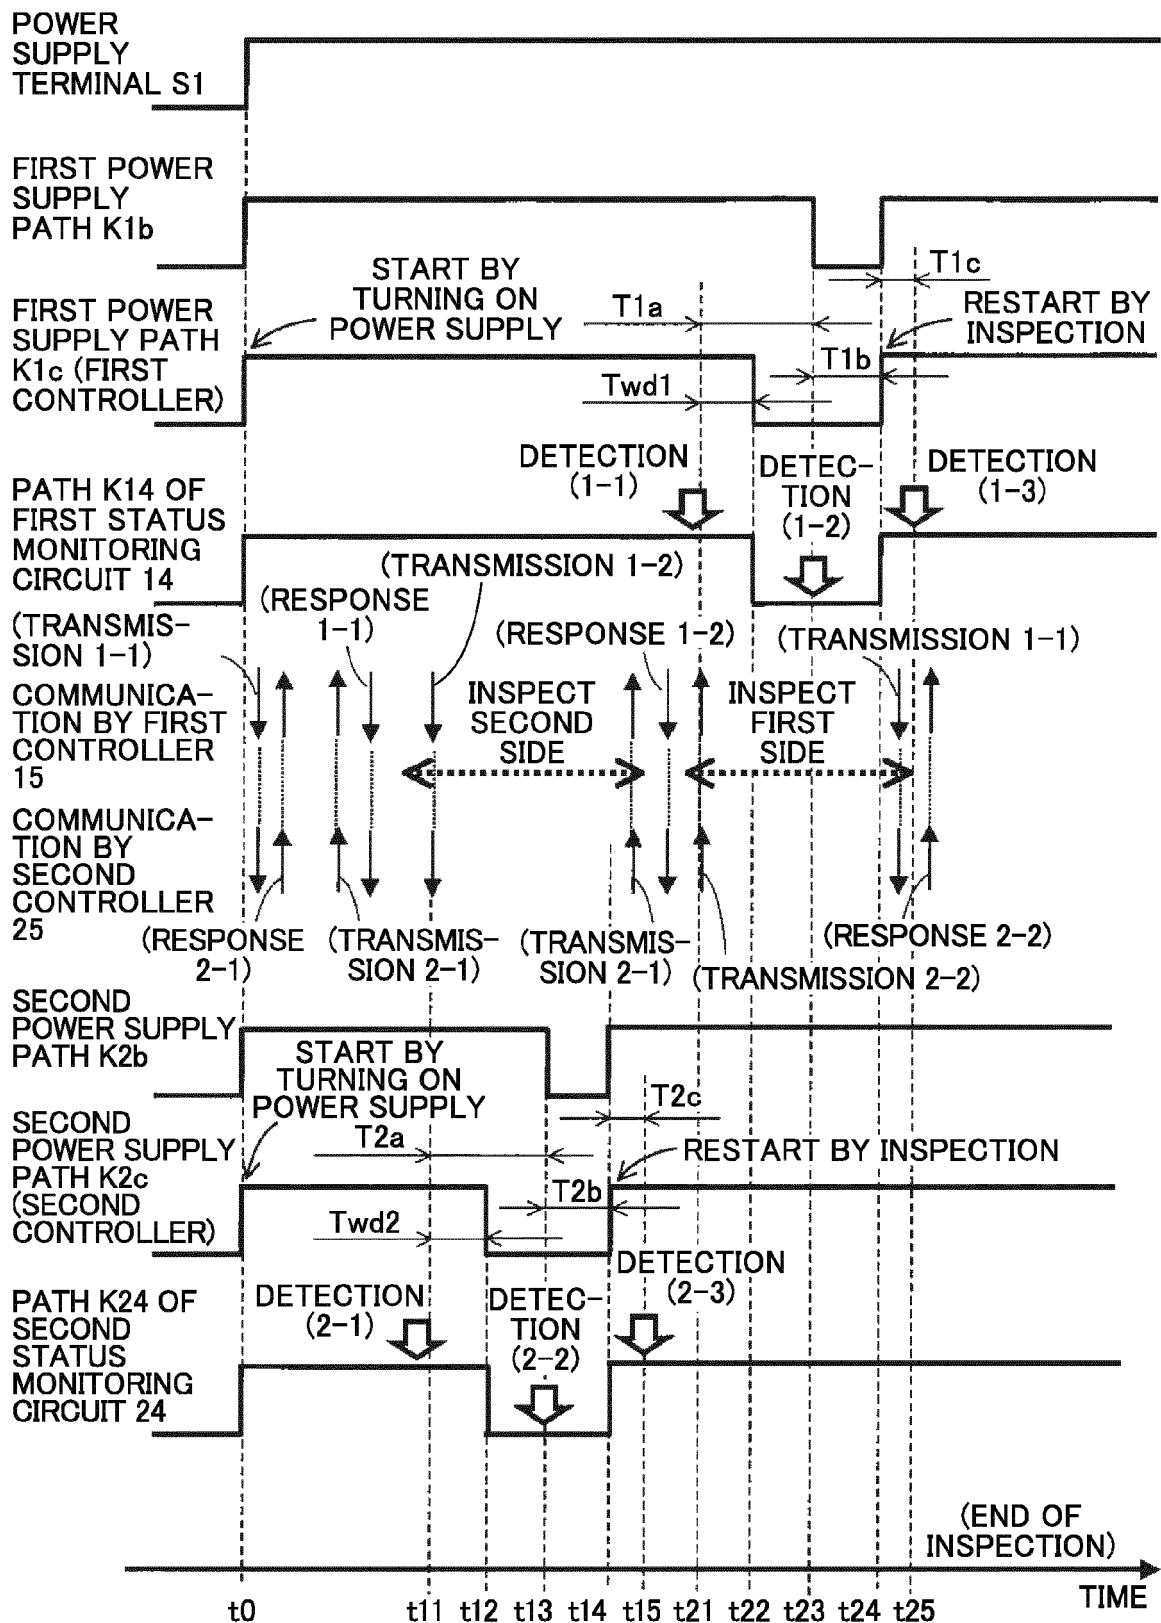 POWER
SUPPLY
TERMINAL S1
FIRST POWER
SUPPLY
PATH K1b
T1c
START BY
TURNING ON
POWER SUPPLY
FIRST POWER
SUPPLY PATH
K1c (FIRST
CONTROLLER)
T1a
RESTART BY
INSPECTION
T1b
Twd1
DETECTION
(1-1)
DETEC-
TION
(1-2)
DETECTION
(1-3)
PATH K14 OF
FIRST STATUS
MONITORING
CIRCUIT 14
(TRANSMISSION 1-2)
(RESPONSE
1-1)
(TRANSMIS-
SION 1-1)
(RESPONSE 1-2)
(TRANSMISSION 1-1)
COMMUNICA-
TION BY FIRST
CONTROLLER
15
INSPECT
SECOND
SIDE
INSPECT
FIRST
SIDE
COMMUNICA-
TION BY
SECOND
CONTROLLER
25
(RESPONSE
2-1)
(TRANSMIS-
SION 2-1)
(TRANSMIS-
SION 2-1)
(RESPONSE 2-2)
(TRANSMISSION 2-2)
SECOND
POWER SUPPLY
PATH K2b
START BY
TURNING ON
POWER SUPPLY
T2c
SECOND
POWER SUPPLY
PATH K2c
(SECOND
CONTROLLER)
T2a
RESTART BY INSPECTION
T2b
Twd2
DETECTION
(2-1)
DETEC-
TION
(2-2)
DETECTION
(2-3)
PATH K24 OF
SECOND
STATUS
MONITORING
CIRCUIT 24
(END OF
INSPECTION)
TIME
t0 t11 t12 t13 t14 t15 t21 t22 t23 t24 t25